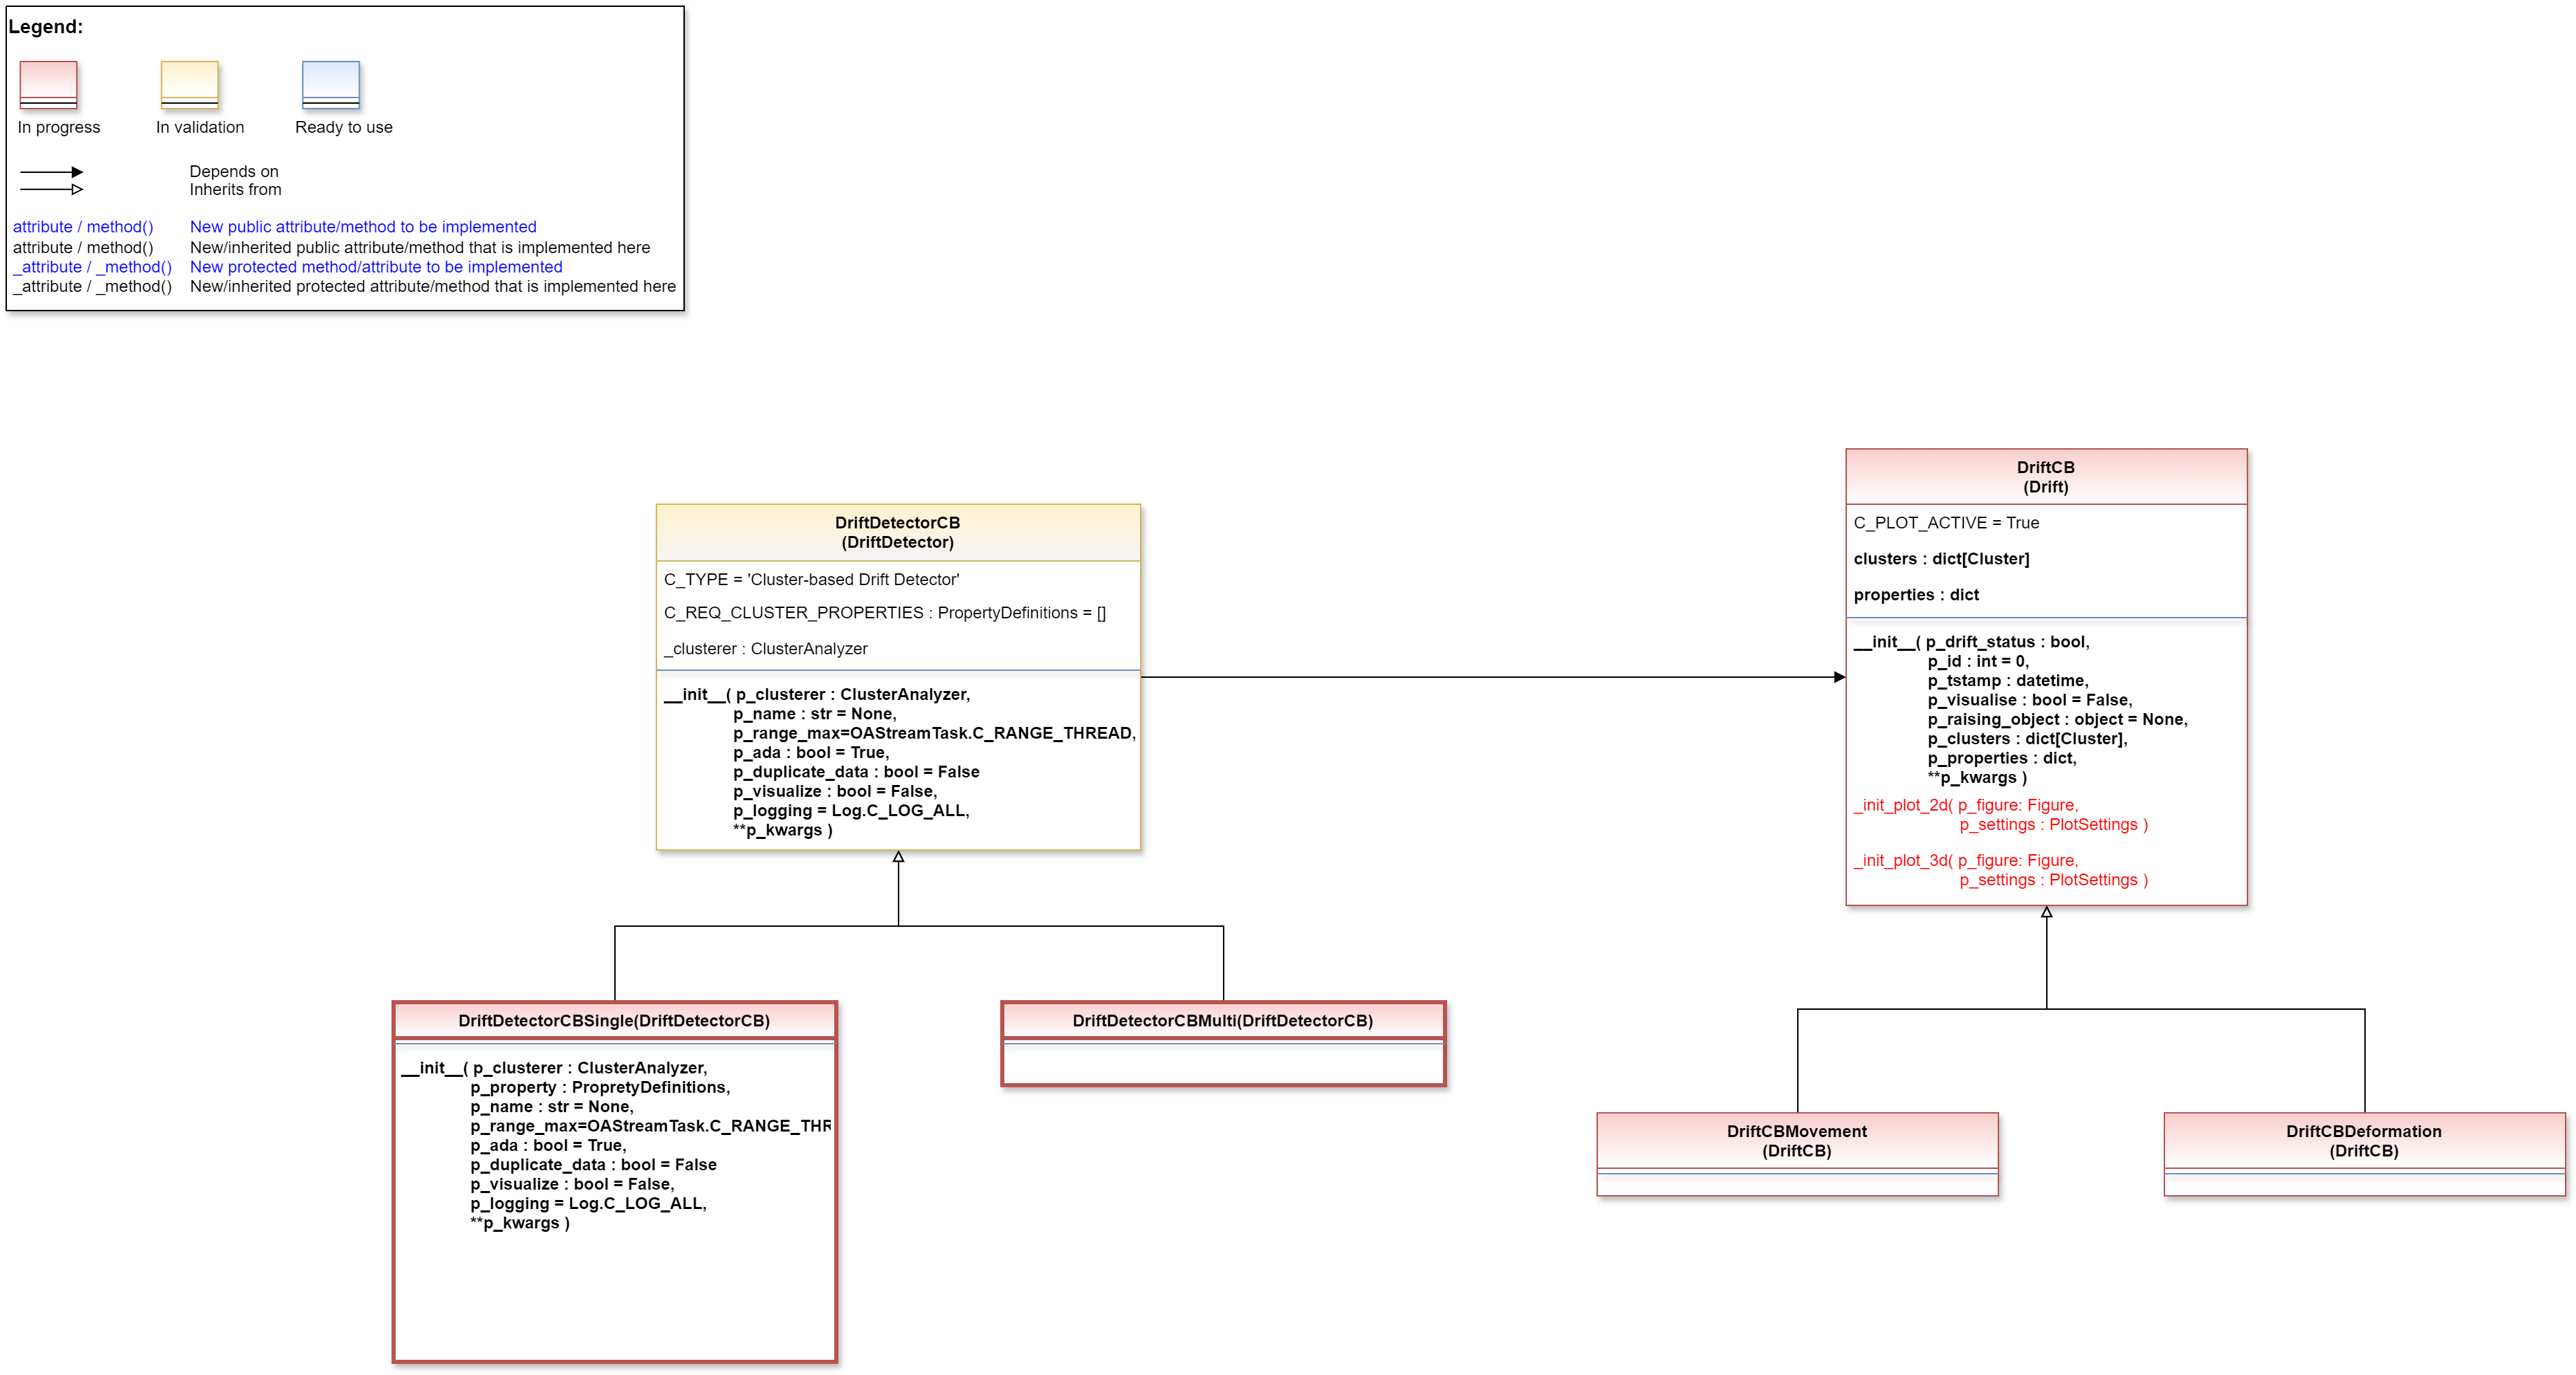 Legend:
In progress
In validation
Ready to use
Depends on
Inherits from
attribute / method() New public attribute/method to be implemented
attribute / method() New/inherited public attribute/method that is implemented here
_attribute / _method() New protected method/attribute to be implemented
_attribute / _method() New/inherited protected attribute/method that is implemented here
DriftDetectorCB
(DriftDetector)
C_TYPE = 'Cluster-based Drift Detector'
C_REQ_CLUSTER_PROPERTIES : PropertyDefinitions = []
_clusterer : ClusterAnalyzer
__init__( p_clusterer : ClusterAnalyzer,
p_name : str = None,
p_range_max=OAStreamTask.C_RANGE_THREAD,
p_ada : bool = True,
p_duplicate_data : bool = False
p_visualize : bool = False,
p_logging = Log.C_LOG_ALL,
**p_kwargs )
DriftCB
(Drift)
C_PLOT_ACTIVE = True
clusters : dict[Cluster]
properties : dict
__init__( p_drift_status : bool,
p_id : int = 0,
p_tstamp : datetime,
p_visualise : bool = False,
p_raising_object : object = None,
p_clusters : dict[Cluster],
p_properties : dict,
**p_kwargs )
_init_plot_2d( p_figure: Figure,
p_settings : PlotSettings )
_init_plot_3d( p_figure: Figure,
p_settings : PlotSettings )
DriftDetectorCBSingle(DriftDetectorCB)
__init__( p_clusterer : ClusterAnalyzer,
p_property : PropretyDefinitions,
p_name : str = None,
p_range_max=OAStreamTask.C_RANGE_THR
p_ada : bool = True,
p_duplicate_data : bool = False
p_visualize : bool = False,
p_logging = Log.C_LOG_ALL,
**p_kwargs )
DriftDetectorCBMulti(DriftDetectorCB)
DriftCBMovement
(DriftCB)
DriftCBDeformation
(DriftCB)